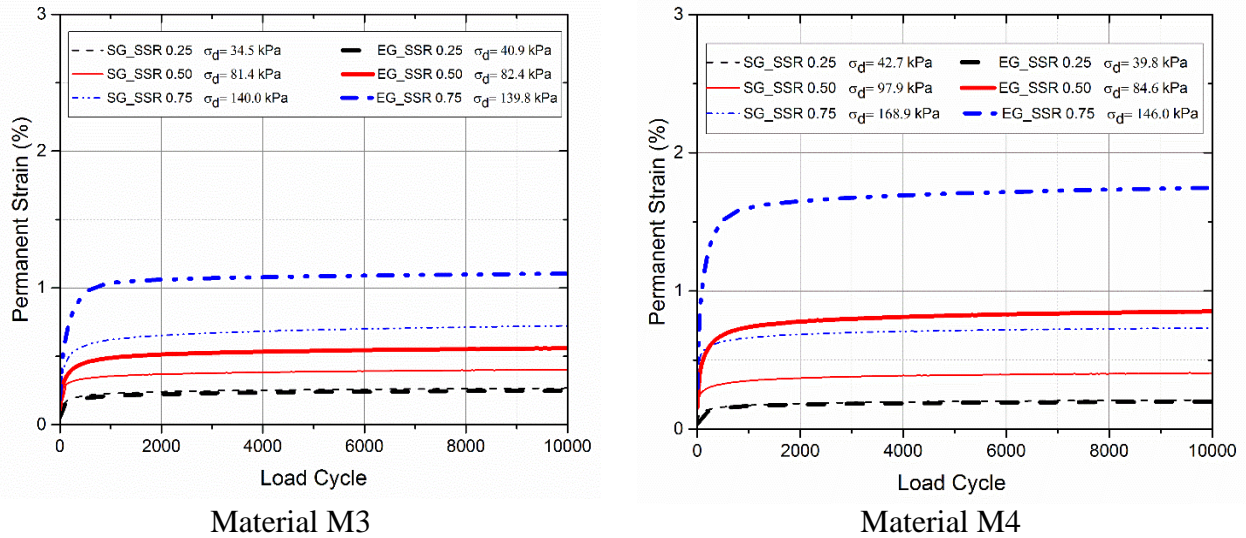 3
SG_SSR 0.25 σd= 34.5 kPa EG_SSR 0.25 σd= 40.9 kPa
SG_SSR 0.50 σd= 81.4 kPa EG_SSR 0.50 σd= 82.4 kPa
SG_SSR 0.75 σd= 140.0 kPa EG_SSR 0.75 σd= 139.8 kPa
2
1
0
Permanent Strain (%)
0 2000 4000 6000 8000 10000
Load Cycle
Material M3
3
SG_SSR 0.25 σd= 42.7 kPa EG_SSR 0.25 σd= 39.8 kPa
SG_SSR 0.50 σd= 97.9 kPa EG_SSR 0.50 σd= 84.6 kPa
SG_SSR 0.75 σd= 168.9 kPa EG_SSR 0.75 σd= 146.0 kPa
2
1
0
Permanent Strain (%)
0 2000 4000 6000 8000 10000
Load Cycle
Material M4